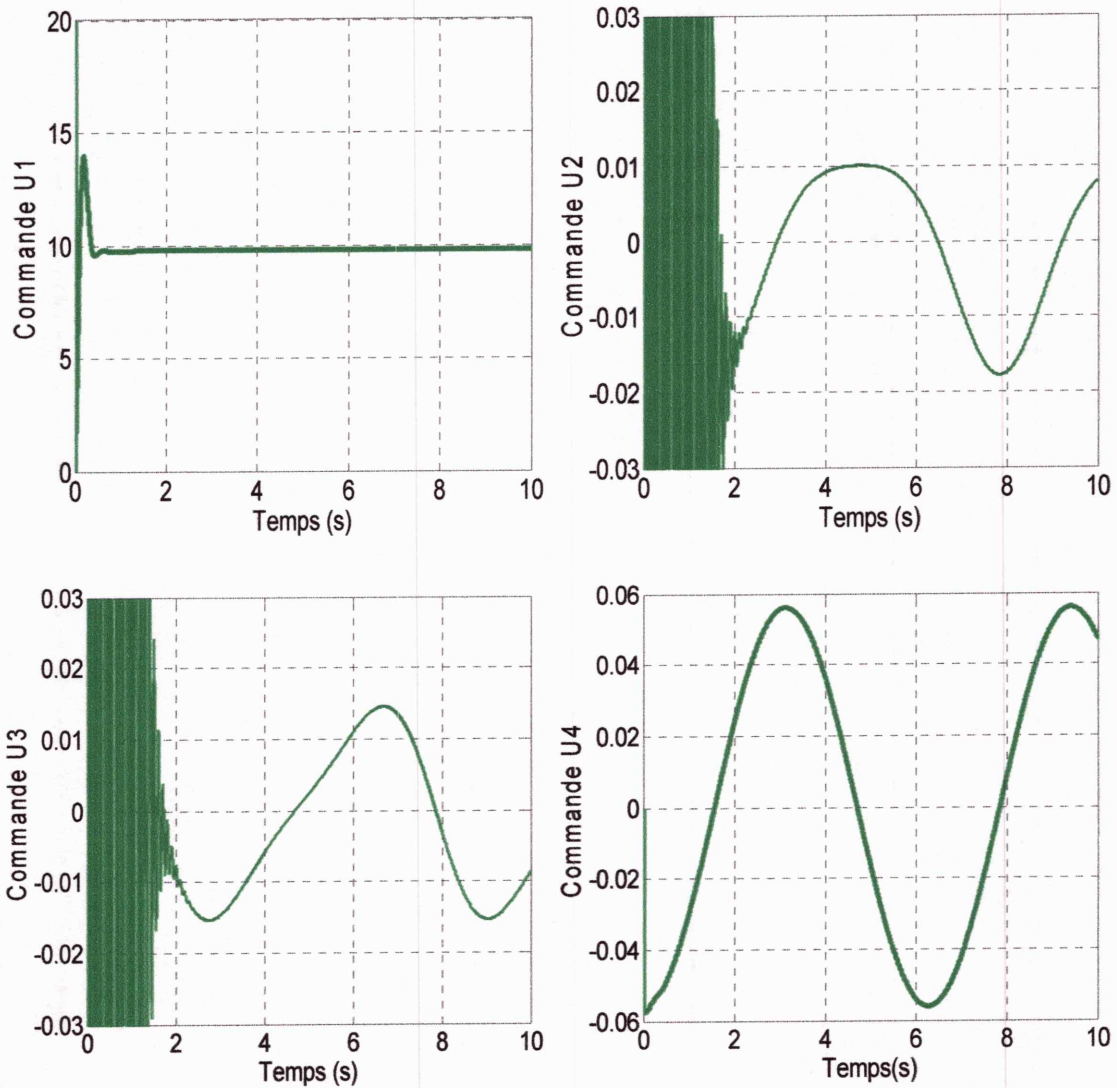 Commande U1
20
15
10
5
0
0 2 4 6 8 10
Temps (s)
Commande U2
0.03
0.02
0.01
0
-0.01
-0.02
-0.03
0 2 4 6 8 10
Temps (s)
Commande U3
0.03
0.02
0.01
0
-0.01
-0.02
-0.03
0 2 4 6 8 10
Temps (s)
Commande U4
0.06
0.04
0.02
0
-0.02
-0.04
-0.06
0 2 4 6 8 10
Temps(s)